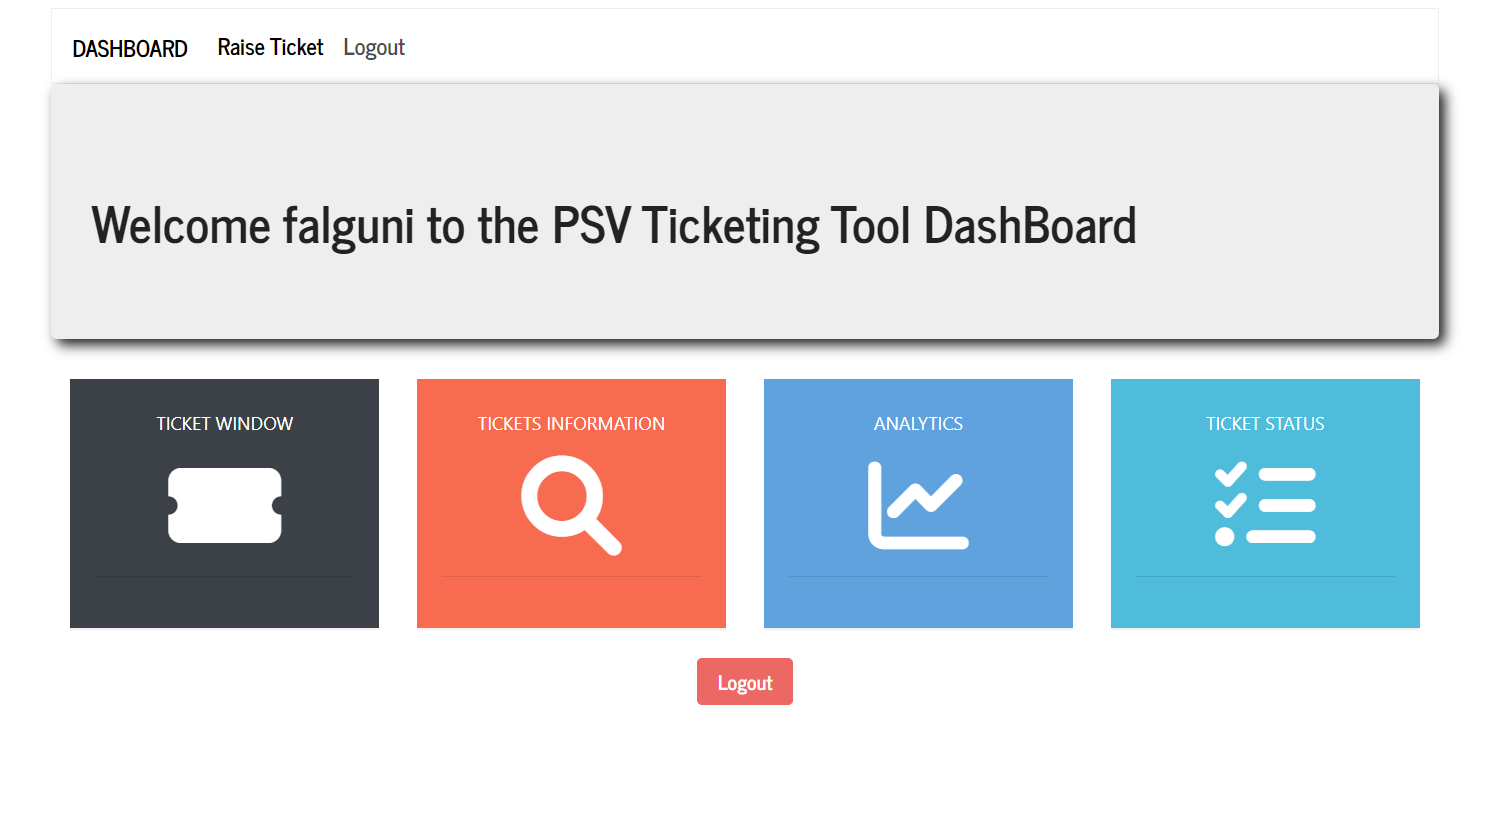 DASHBOARD Raise Ticket Logout
Welcome falguni to the PSV Ticketing Tool DashBoard
TICKET WINDOW
TICKETS INFORMATION
ANALYTICS
TICKET STATUS
Logout